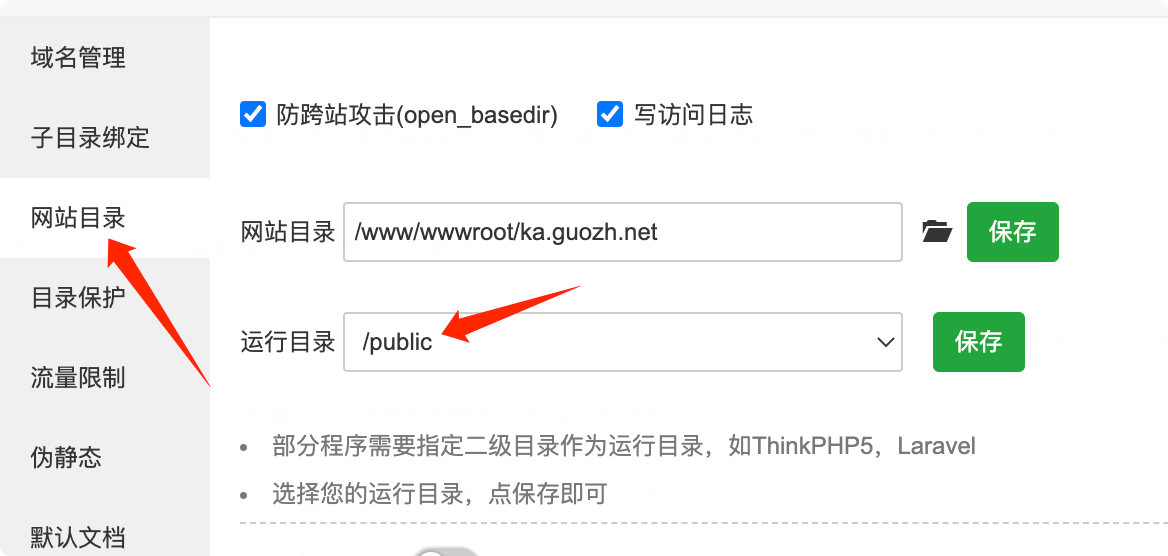 域名管理
子目录绑定
网站目录
目录保护
流量限制
伪静态
默认文档
防跨站攻击(open_basedir)
写访问日志
网站目录
/www/wwwroot/ka.guozh.net
保存
运行目录
/public
保存
部分程序需要指定二级目录作为运行目录，如ThinkPHP5，Laravel
选择您的运行目录，点保存即可